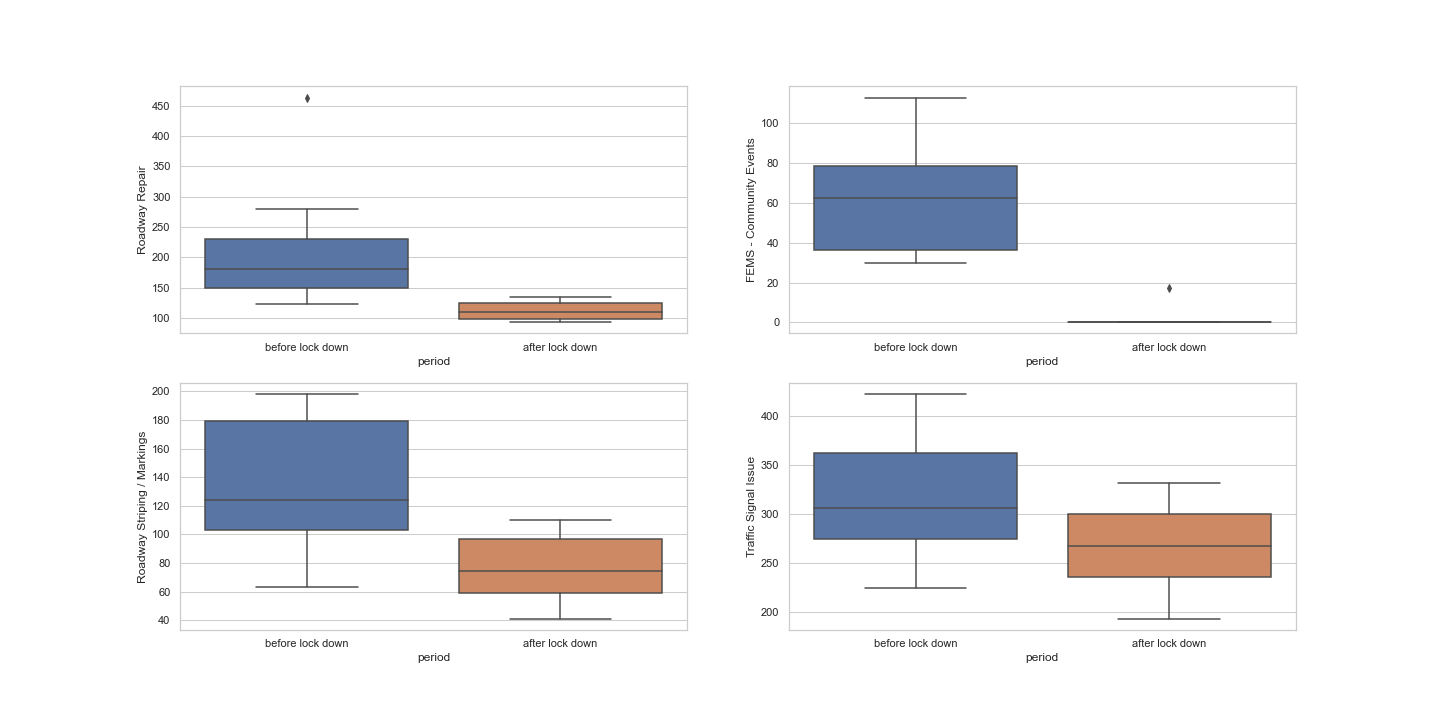 Roadway Repair
450
400
350
300
250
200
150
100
before lock down
after lock down
period
FEMS - Community Events
100
80
60
40
20
0
before lock down
after lock down
period
Roadway Striping / Markings
200
180
160
140
120
100
80
60
40
before lock down
after lock down
period
Traffic Signal Issue
400
350
300
250
200
before lock down
after lock down
period